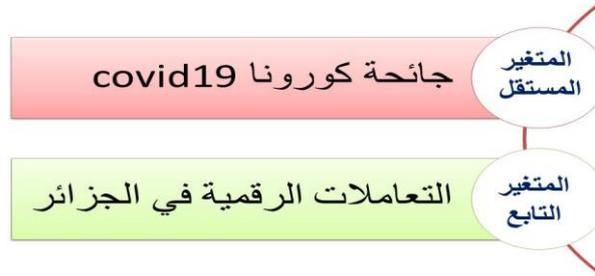 المتغير
المستقل
جائحة كورونا covid19
المتغير
التابع
التعاملات الرقمية في الجزائر